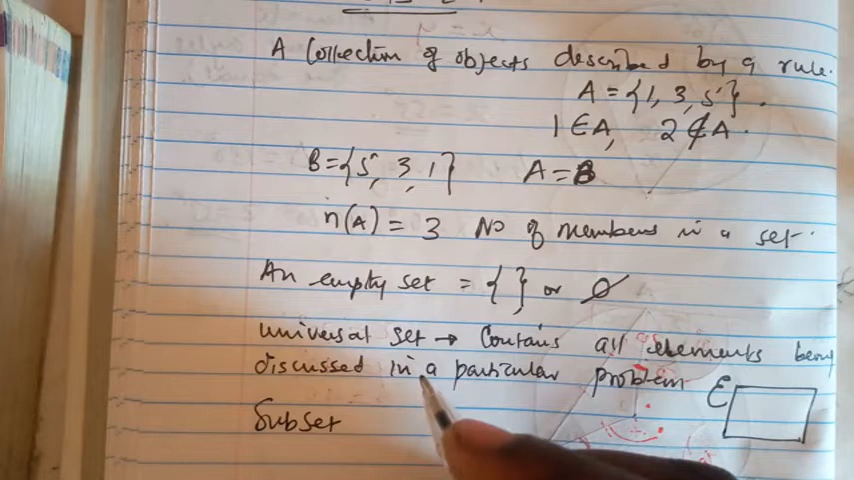 A Collection of objects described by a rule.
A = {1, 3, 5}.
1 ∈ A, 2 ∉ A.
B = {5, 3, 1} A = B
n(A) = 3 No of members in a set.
An empty set = { } or ∅
universal set → Contains all elements being
discussed in a particular problem ℰ
Subset